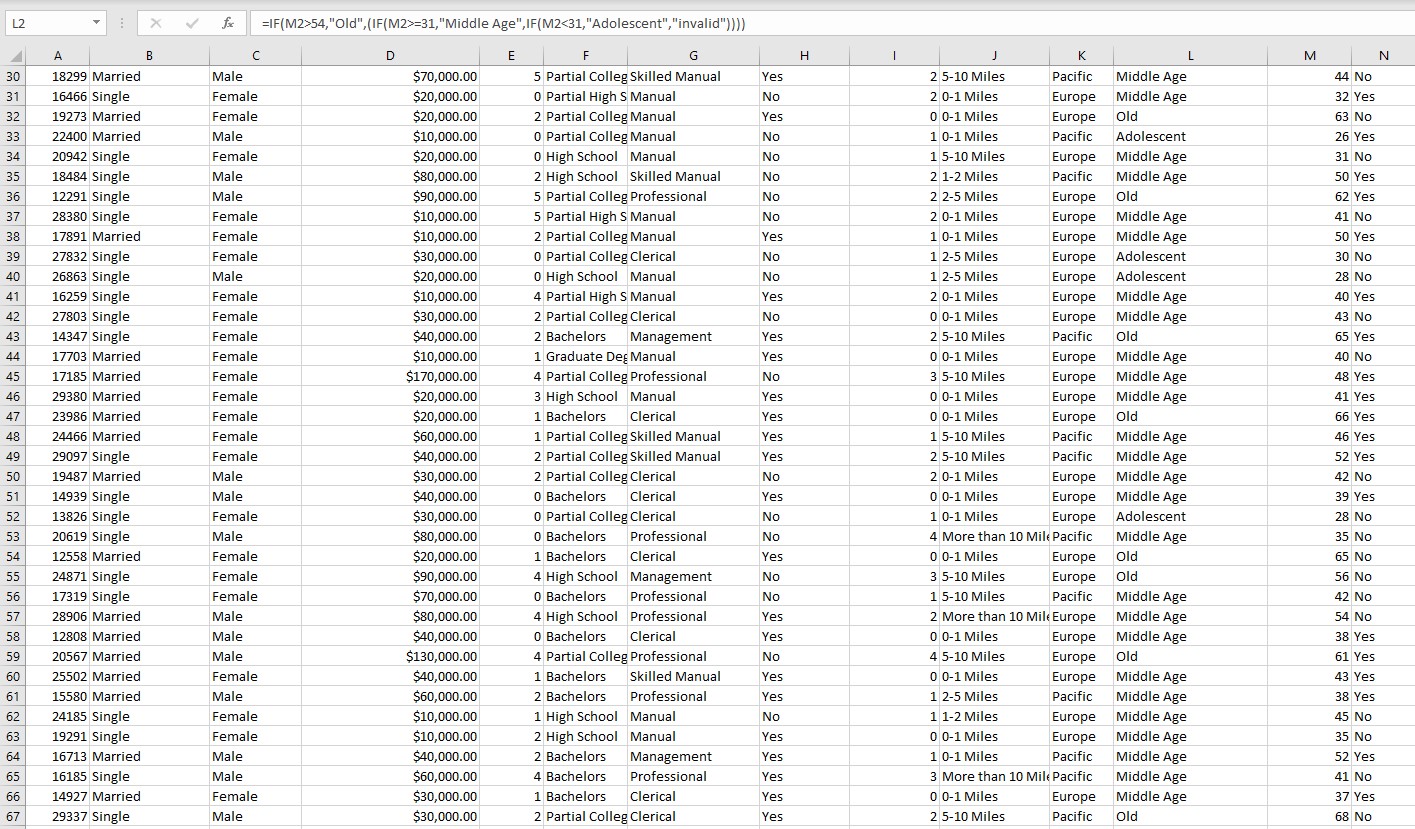 L2 fx =IF(M2>54,"Old",(IF(M2>=31,"Middle Age",IF(M2<31,"Adolescent","invalid"))))
A B C D E F G H I J K L M N
30 18299 Married Male $70,000.00 5 Partial Colleg Skilled Manual Yes 2 5-10 Miles Pacific Middle Age 44 No
31 16466 Single Female $20,000.00 0 Partial High S Manual No 2 0-1 Miles Europe Middle Age 32 Yes
32 19273 Married Female $20,000.00 2 Partial Colleg Manual Yes 0 0-1 Miles Europe Old 63 No
33 22400 Married Male $10,000.00 0 Partial Colleg Manual No 1 0-1 Miles Pacific Adolescent 26 Yes
34 20942 Single Female $20,000.00 0 High School Manual No 1 5-10 Miles Europe Middle Age 31 No
35 18484 Single Male $80,000.00 2 High School Skilled Manual No 2 1-2 Miles Pacific Middle Age 50 Yes
36 12291 Single Male $90,000.00 5 Partial Colleg Professional No 2 2-5 Miles Europe Old 62 Yes
37 28380 Single Female $10,000.00 5 Partial High S Manual No 2 0-1 Miles Europe Middle Age 41 No
38 17891 Married Female $10,000.00 2 Partial Colleg Manual Yes 1 0-1 Miles Europe Middle Age 50 Yes
39 27832 Single Female $30,000.00 0 Partial Colleg Clerical No 1 2-5 Miles Europe Adolescent 30 No
40 26863 Single Male $20,000.00 0 High School Manual No 1 2-5 Miles Europe Adolescent 28 No
41 16259 Single Female $10,000.00 4 Partial High S Manual Yes 2 0-1 Miles Europe Middle Age 40 Yes
42 27803 Single Female $30,000.00 2 Partial Colleg Clerical No 0 0-1 Miles Europe Middle Age 43 No
43 14347 Single Female $40,000.00 2 Bachelors Management Yes 2 5-10 Miles Pacific Old 65 Yes
44 17703 Married Female $10,000.00 1 Graduate Deg Manual Yes 0 0-1 Miles Europe Middle Age 40 No
45 17185 Married Female $170,000.00 4 Partial Colleg Professional No 3 5-10 Miles Europe Middle Age 48 Yes
46 29380 Married Female $20,000.00 3 High School Manual Yes 0 0-1 Miles Europe Middle Age 41 Yes
47 23986 Married Female $20,000.00 1 Bachelors Clerical Yes 0 0-1 Miles Europe Old 66 Yes
48 24466 Married Female $60,000.00 1 Partial Colleg Skilled Manual Yes 1 5-10 Miles Pacific Middle Age 46 Yes
49 29097 Single Female $40,000.00 2 Partial Colleg Skilled Manual Yes 2 5-10 Miles Pacific Middle Age 52 Yes
50 19487 Married Male $30,000.00 2 Partial Colleg Clerical No 2 0-1 Miles Europe Middle Age 42 No
51 14939 Single Male $40,000.00 0 Bachelors Clerical Yes 0 0-1 Miles Europe Middle Age 39 Yes
52 13826 Single Female $30,000.00 0 Partial Colleg Clerical No 1 0-1 Miles Europe Adolescent 28 No
53 20619 Single Male $80,000.00 0 Bachelors Professional No 4 More than 10 Mile Pacific Middle Age 35 No
54 12558 Married Female $20,000.00 1 Bachelors Clerical Yes 0 0-1 Miles Europe Old 65 No
55 24871 Single Female $90,000.00 4 High School Management No 3 5-10 Miles Europe Old 56 No
56 17319 Single Female $70,000.00 0 Bachelors Professional No 1 5-10 Miles Pacific Middle Age 42 No
57 28906 Married Male $80,000.00 4 High School Professional Yes 2 More than 10 Mile Europe Middle Age 54 No
58 12808 Married Male $40,000.00 0 Bachelors Clerical Yes 0 0-1 Miles Europe Middle Age 38 Yes
59 20567 Married Male $130,000.00 4 Partial Colleg Professional No 4 5-10 Miles Europe Old 61 Yes
60 25502 Married Female $40,000.00 1 Bachelors Skilled Manual Yes 0 0-1 Miles Europe Middle Age 43 Yes
61 15580 Married Male $60,000.00 2 Bachelors Professional Yes 1 2-5 Miles Pacific Middle Age 38 Yes
62 24185 Single Female $10,000.00 1 High School Manual No 1 1-2 Miles Europe Middle Age 45 No
63 19291 Single Female $10,000.00 2 High School Manual Yes 0 0-1 Miles Europe Middle Age 35 No
64 16713 Married Male $40,000.00 2 Bachelors Management Yes 1 0-1 Miles Pacific Middle Age 52 Yes
65 16185 Single Male $60,000.00 4 Bachelors Professional Yes 3 More than 10 Mile Pacific Middle Age 41 No
66 14927 Married Female $30,000.00 1 Bachelors Clerical Yes 0 0-1 Miles Europe Middle Age 37 Yes
67 29337 Single Male $30,000.00 2 Partial Colleg Clerical Yes 2 5-10 Miles Pacific Old 68 No